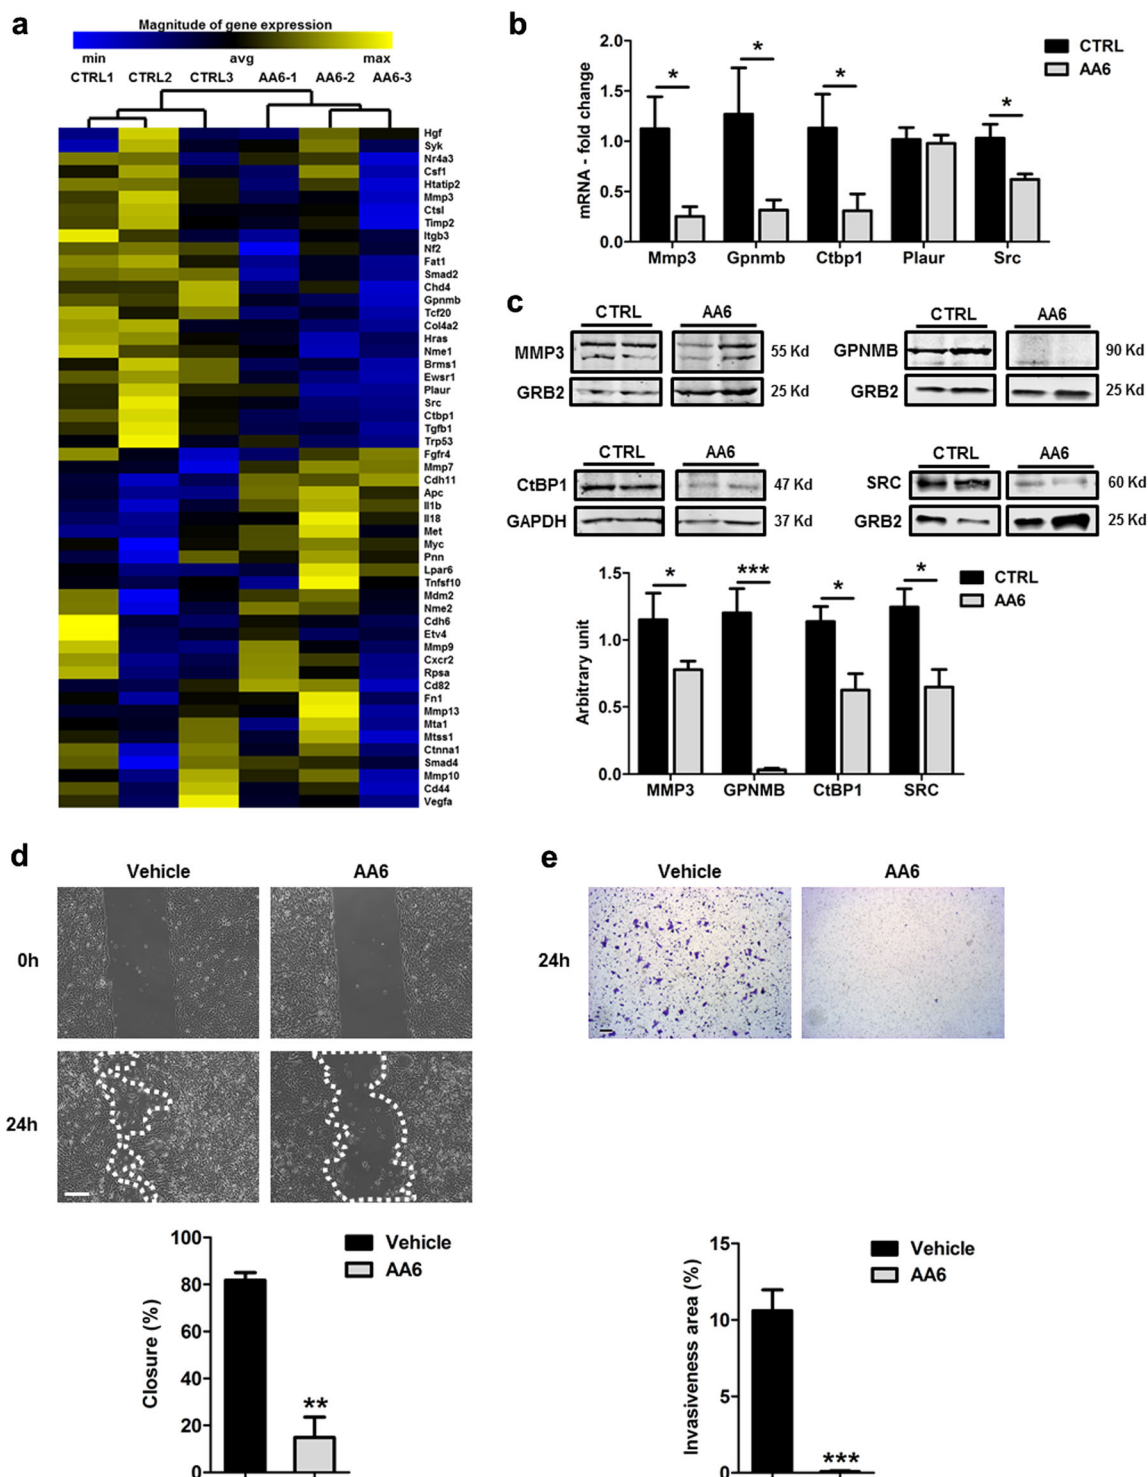 a
Magnitude of gene expression
min avg max
CTRL1 CTRL2 CTRL3 AA6-1 AA6-2 AA6-3
Hgf
Syk
Nr4a3
Csf1
Htatip2
Mmp3
Ctsl
Timp2
Itgb3
Nf2
Fat1
Smad2
Chd4
Gpnmb
Tcf20
Col4a2
Hras
Nme1
Brms1
Ewsr1
Plaur
Src
Ctbp1
Tgfb1
Trp53
Fgfr4
Mmp7
Cdh11
Apc
Il1b
Il18
Met
Myc
Pnn
Lpar6
Tnfsf10
Mdm2
Nme2
Cdh6
Etv4
Mmp9
Cxcr2
Rpsa
Cd82
Fn1
Mmp13
Mta1
Mtss1
Ctnna1
Smad4
Mmp10
Cd44
Vegfa
b
mRNA - fold change
2.0
1.5
1.0
0.5
0.0
* * * *
CTRL
AA6
Mmp3 Gpnmb Ctbp1 Plaur Src
c
CTRL AA6
MMP3 55 Kd
GRB2 25 Kd
CTRL AA6
GPNMB 90 Kd
GRB2 25 Kd
CTRL AA6
CtBP1 47 Kd
GAPDH 37 Kd
CTRL AA6
SRC 60 Kd
GRB2 25 Kd
Arbitrary unit
1.5
1.0
0.5
0.0
* *** * *
CTRL
AA6
MMP3 GPNMB CtBP1 SRC
d
Vehicle AA6
0h
24h
Closure (%)
100
80
60
40
20
0
**
Vehicle
AA6
e
Vehicle AA6
24h
Invasiveness area (%)
15
10
5
0
***
Vehicle
AA6